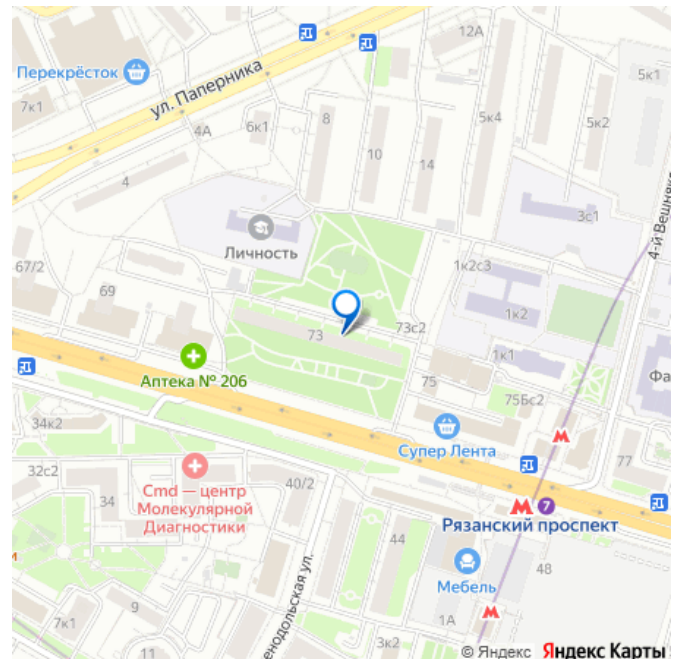 12А
Перекрёсток
5к1
ул. Паперника
7к1
8
6к1
4А
5к4
5к2
10
14
4
3с1
4-й Вешняко
Личность
67/2
1к2с3
69
1к2
73
73с2
1к1
Аптека № 206
75
Фа
75Бс2
34к2
Супер Лента
77
32с2
40/2
34
Cmd — центр
Молекулярной
Диагностики
7
Рязанский проспект
44
и
48
Мебель
енодольская ул.
9
7к1
1А
3к2
11
© Яндекс Яндекс Карты